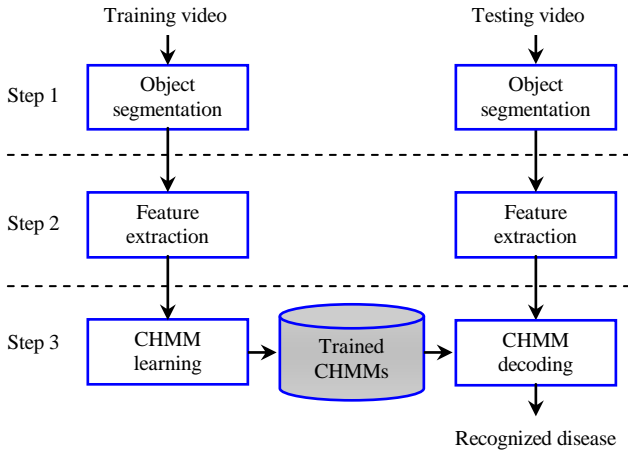 Training video
Testing video
Step 1
Object
segmentation
Object
segmentation
Step 2
Feature
extraction
Feature
extraction
Step 3
CHMM
learning
Trained
CHMMs
CHMM
decoding
Recognized disease